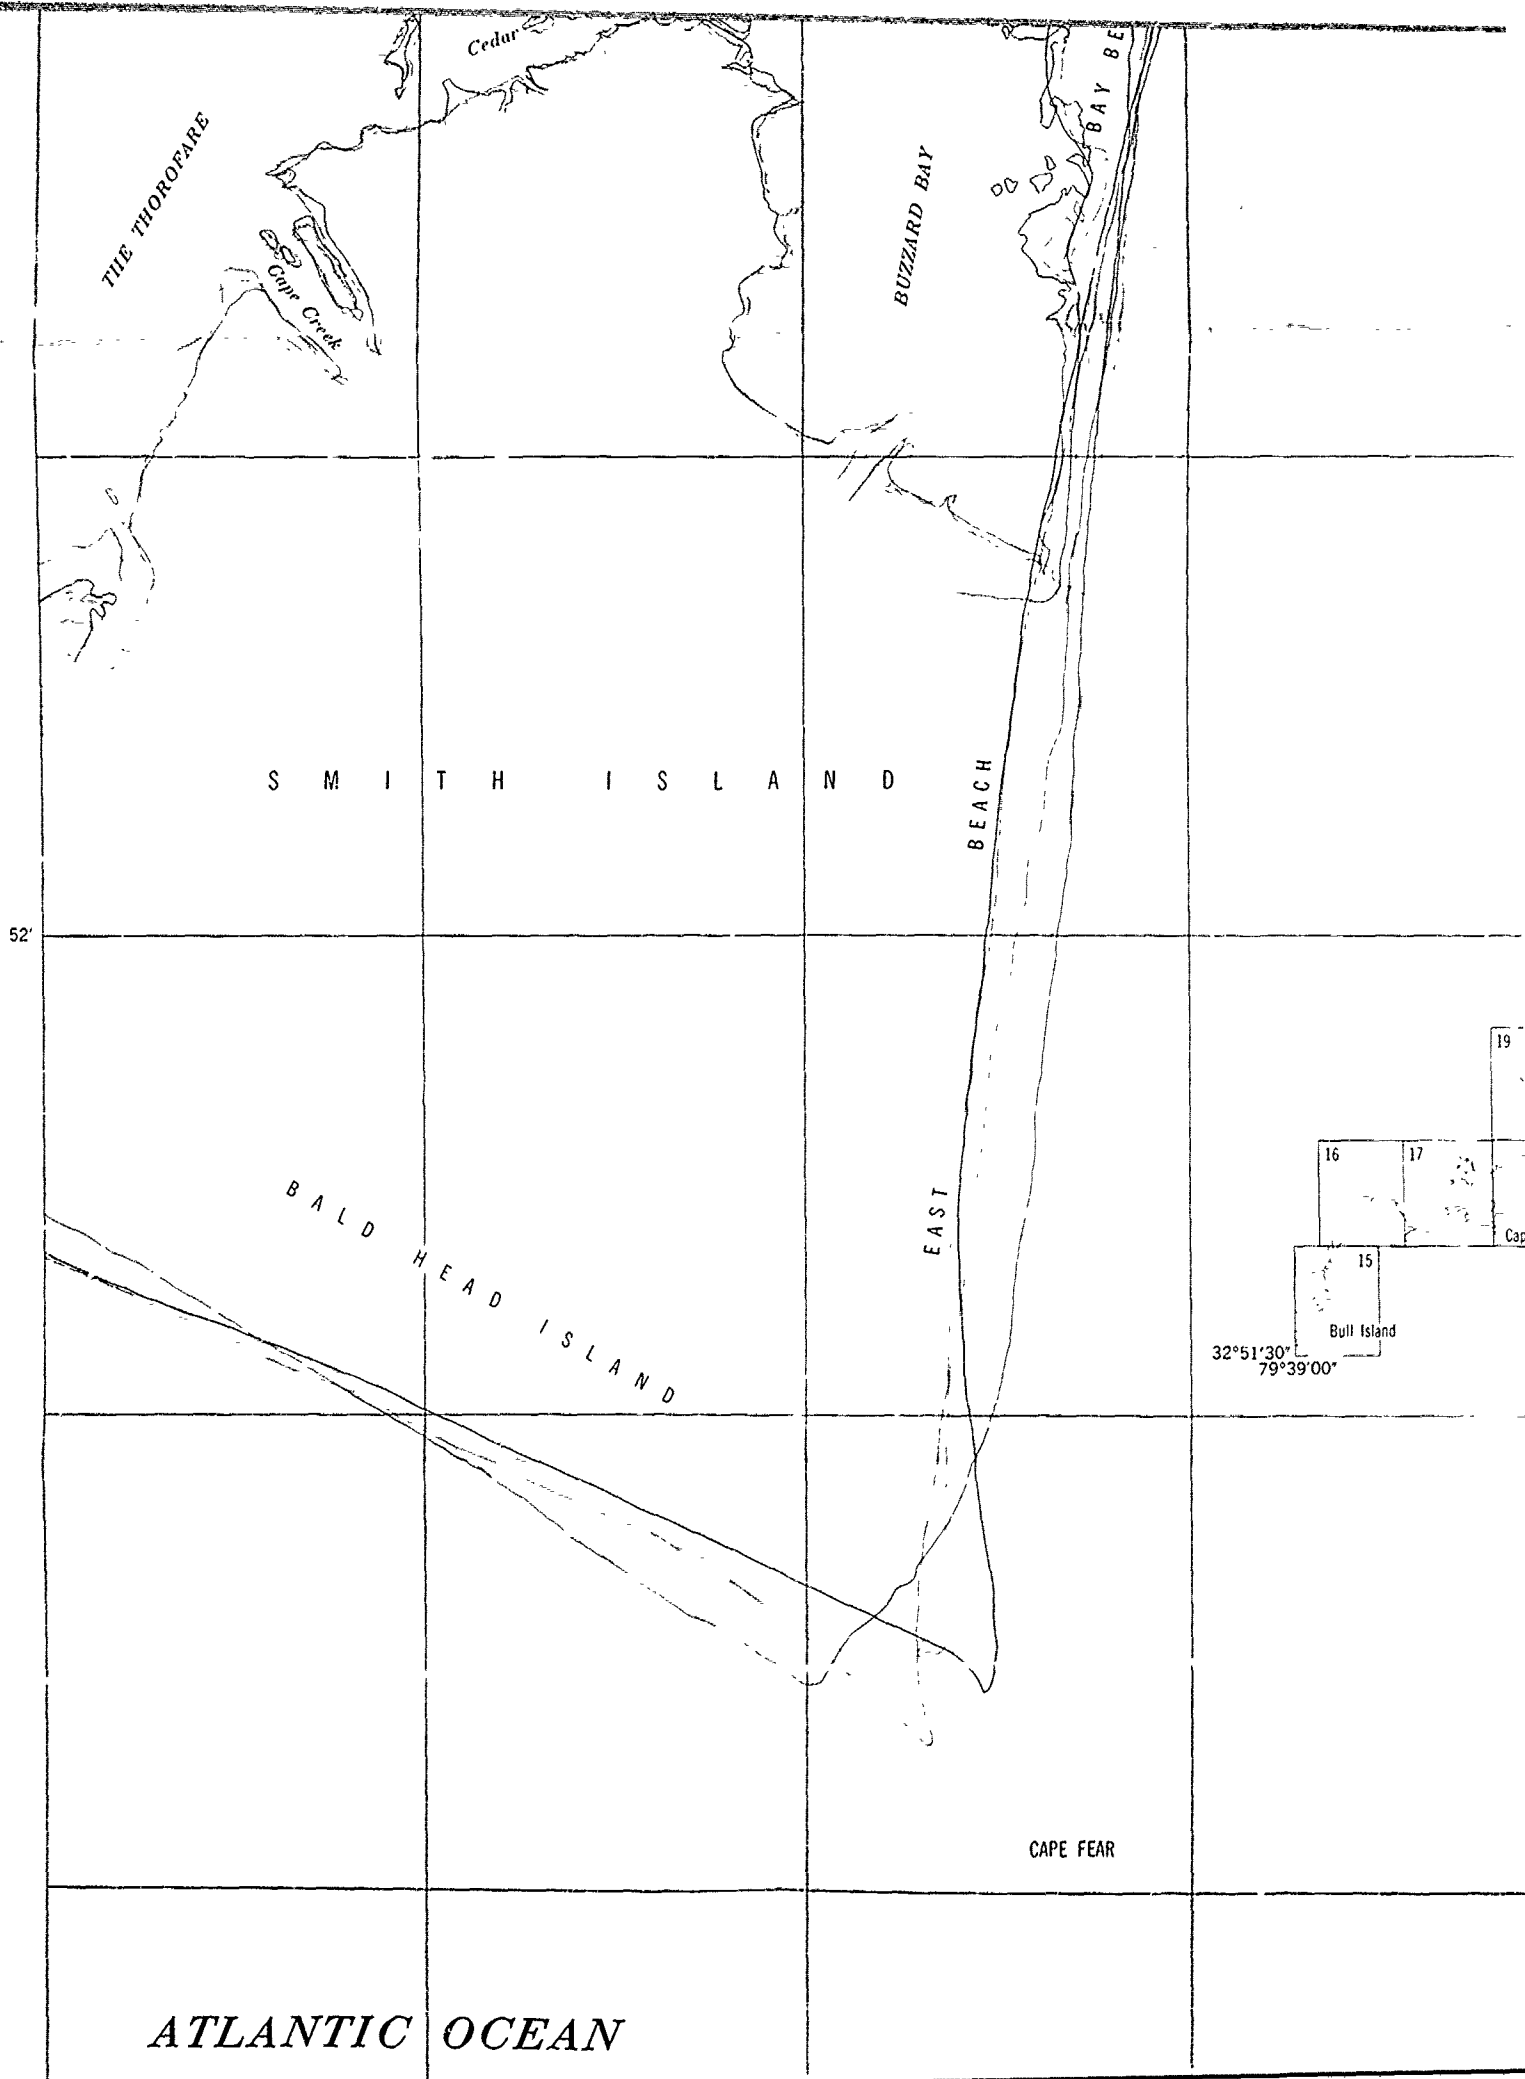 Cedar
BAY BE
THE THOROFARE
BUZZARD BAY
Cape Creek
SMITH ISLAND
BEACH
52'
19
16
17
EAST
BALD HEAD ISLAND
Cap
15
Bull Island
32°51'30"
79°39'00"
CAPE FEAR
ATLANTIC OCEAN